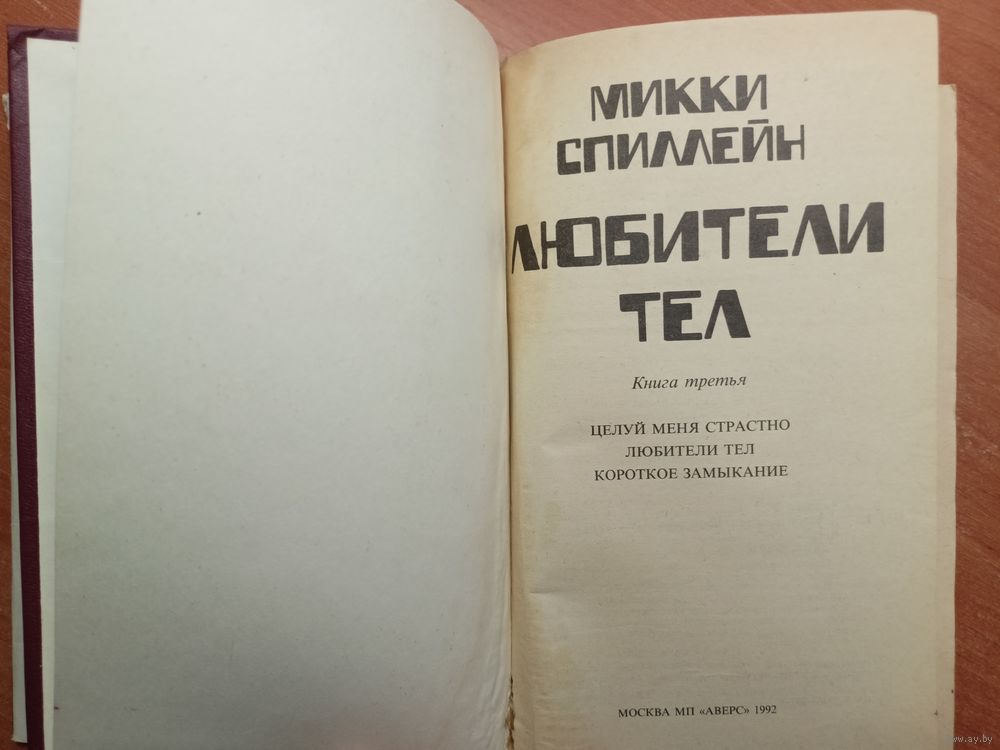 МИККИ
СПИЛЛЕЙН
ЛЮБИТЕЛИ
ТЕЛ
Книга третья
ЦЕЛУЙ МЕНЯ СТРАСТНО
ЛЮБИТЕЛИ ТЕЛ
КОРОТКОЕ ЗАМЫКАНИЕ
МОСКВА МП «АВЕРС» 1992
www.ay.by